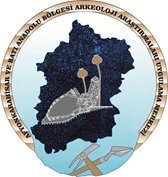 AFYONKARAHİSAR VE BATI ANADOLU BÖLGESİ ARKEOLOJİ ARAŞTIRMALARI UYGULAMA MERKEZİ